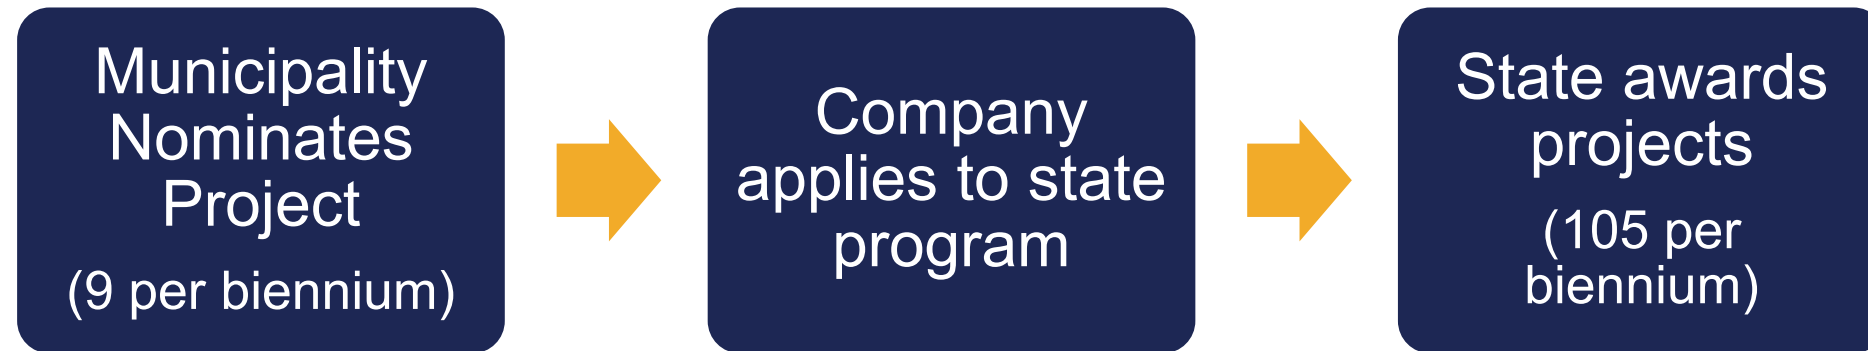 Municipality
Nominates
Project
(9 per biennium)
Company
applies to state
program
State awards
projects
(105 per
biennium)